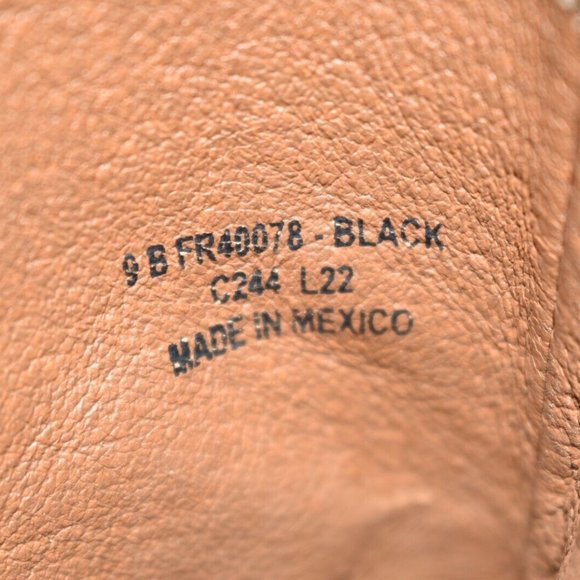 9 B FR40078 - BLACK
C244 L22
MADE IN MEXICO